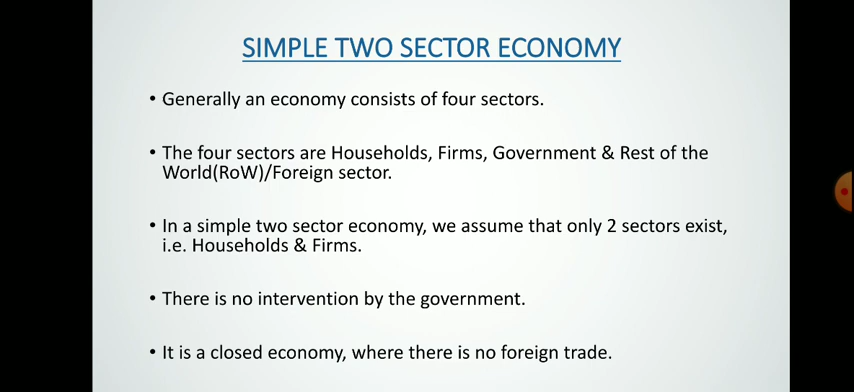 SIMPLE TWO SECTOR ECONOMY
• Generally an economy consists of four sectors.
• The four sectors are Households, Firms, Government & Rest of the
World(RoW)/Foreign sector.
• In a simple two sector economy, we assume that only 2 sectors exist,
i.e. Households & Firms.
• There is no intervention by the government.
• It is a closed economy, where there is no foreign trade.